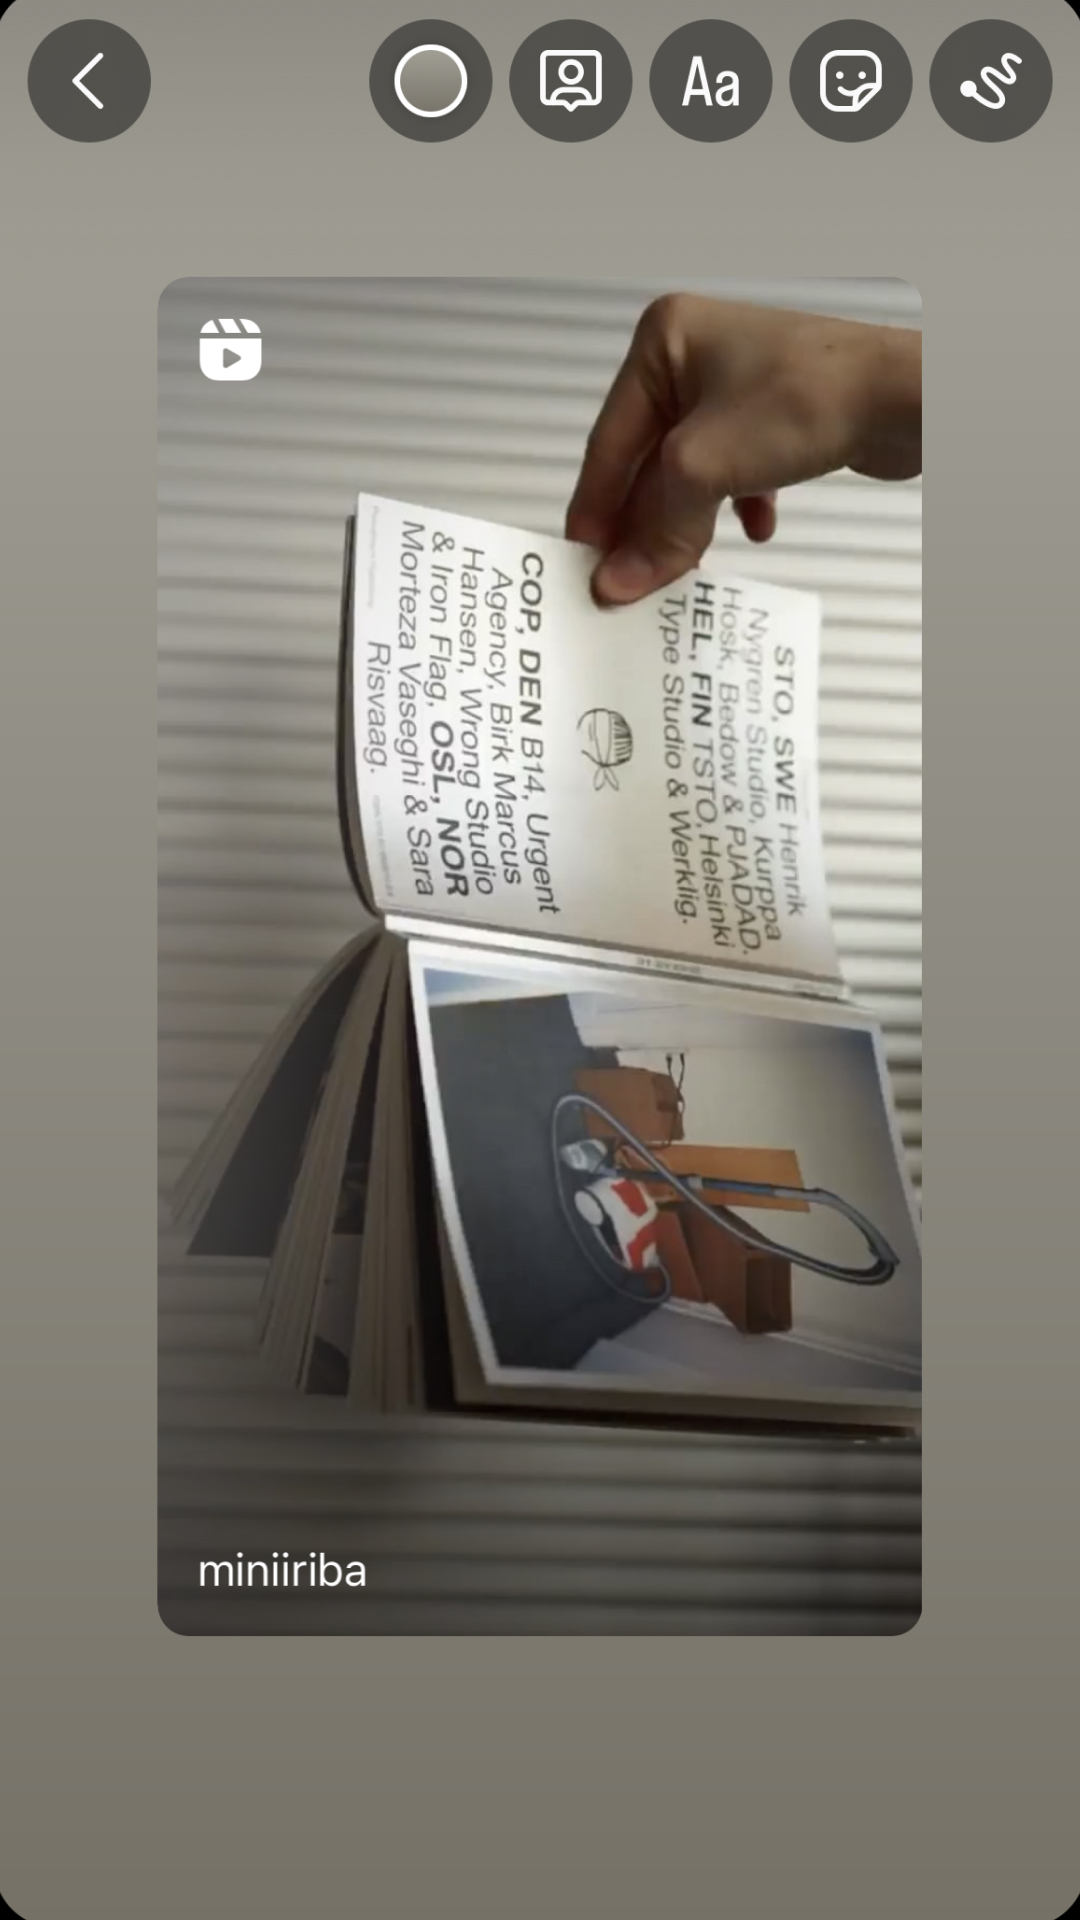 Aa
STO, SWE Henrik
Nygren Studio, Kurppa
Hosk, Bedow & PJADAD.
HEL, FIN TSTO, Helsinki
Type Studio & Werklig.
COP, DEN B14, Urgent
Agency, Birk Marcus
Hansen, Wrong Studio
& Iron Flag, OSL, NOR
Morteza Vaseghi & Sara
Risvaag.
miniiriba